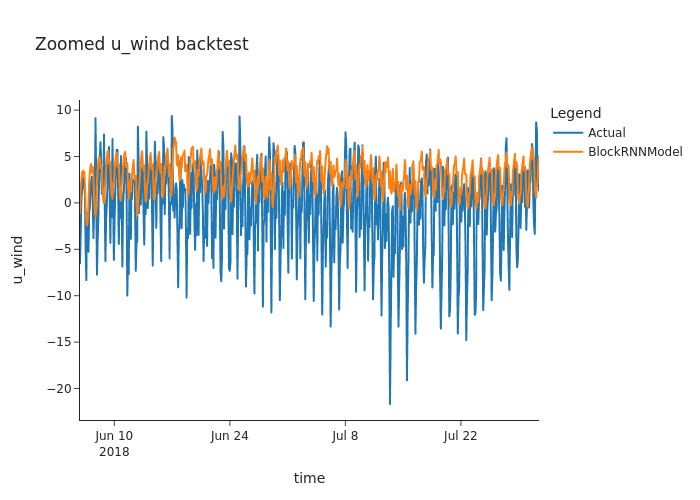 Zoomed u_wind backtest
Legend
Actual
BlockRNNModel
10
5
0
−5
−10
−15
−20
u_wind
Jun 10
2018
Jun 24
Jul 8
Jul 22
time